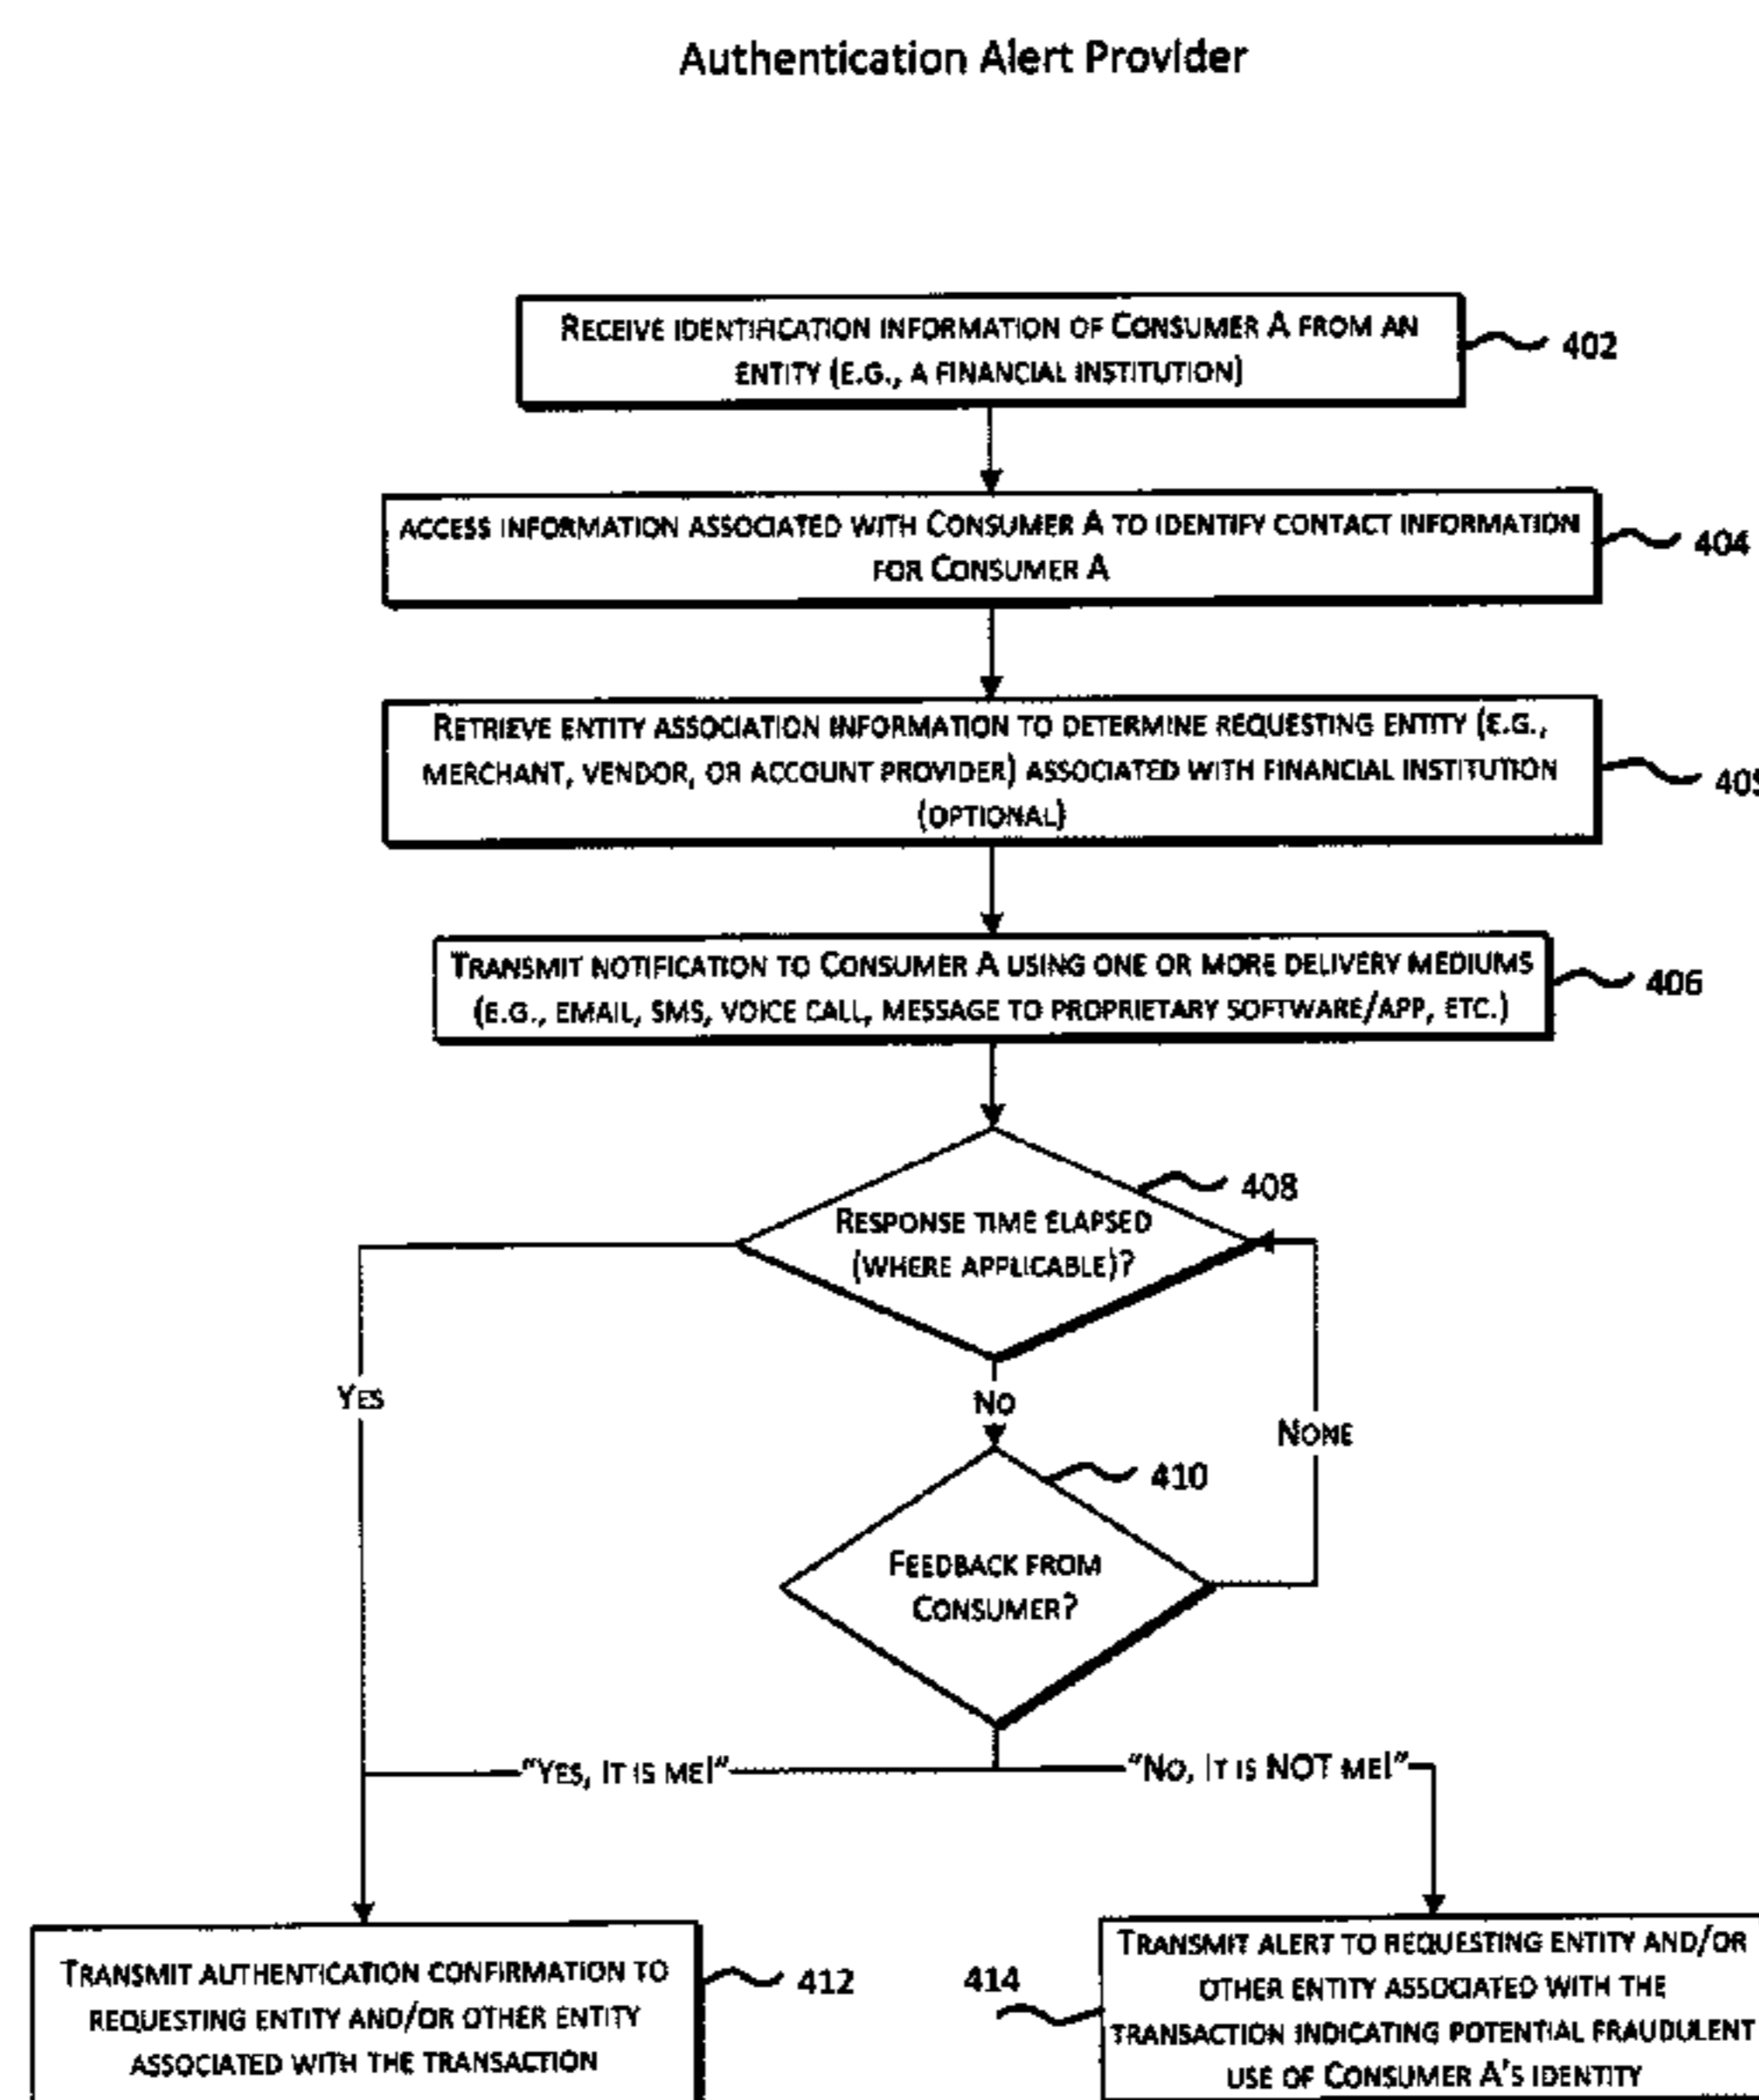 Authentication Alert Provider
RECEIVE IDENTIFICATION INFORMATION OF CONSUMER A FROM AN
ENTITY (E.G., A FINANCIAL INSTITUTION)
402
ACCESS INFORMATION ASSOCIATED WITH CONSUMER A TO IDENTIFY CONTACT INFORMATION
FOR CONSUMER A
404
RETRIEVE ENTITY ASSOCIATION INFORMATION TO DETERMINE REQUESTING ENTITY (E.G.,
MERCHANT, VENDOR, OR ACCOUNT PROVIDER) ASSOCIATED WITH FINANCIAL INSTITUTION
(OPTIONAL)
405
TRANSMIT NOTIFICATION TO CONSUMER A USING ONE OR MORE DELIVERY MEDIUMS
(E.G., EMAIL, SMS, VOICE CALL, MESSAGE TO PROPRIETARY SOFTWARE/APP, ETC.)
406
408
RESPONSE TIME ELAPSED
(WHERE APPLICABLE)?
YES
NO
NONE
410
FEEDBACK FROM
CONSUMER?
"YES, IT IS ME!"
"NO, IT IS NOT ME!"
TRANSMIT AUTHENTICATION CONFIRMATION TO
REQUESTING ENTITY AND/OR OTHER ENTITY
ASSOCIATED WITH THE TRANSACTION
412
414
TRANSMIT ALERT TO REQUESTING ENTITY AND/OR
OTHER ENTITY ASSOCIATED WITH THE
TRANSACTION INDICATING POTENTIAL FRAUDULENT
USE OF CONSUMER A'S IDENTITY